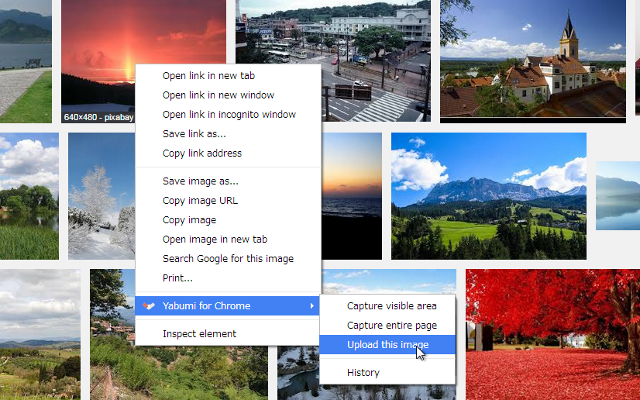 640×480 - pixabay
Open link in new tab
Open link in new window
Open link in incognito window
Save link as...
Copy link address
Save image as...
Copy image URL
Copy image
Open image in new tab
Search Google for this image
Print...
Yabumi for Chrome
Inspect element
Capture visible area
Capture entire page
Upload this image
History